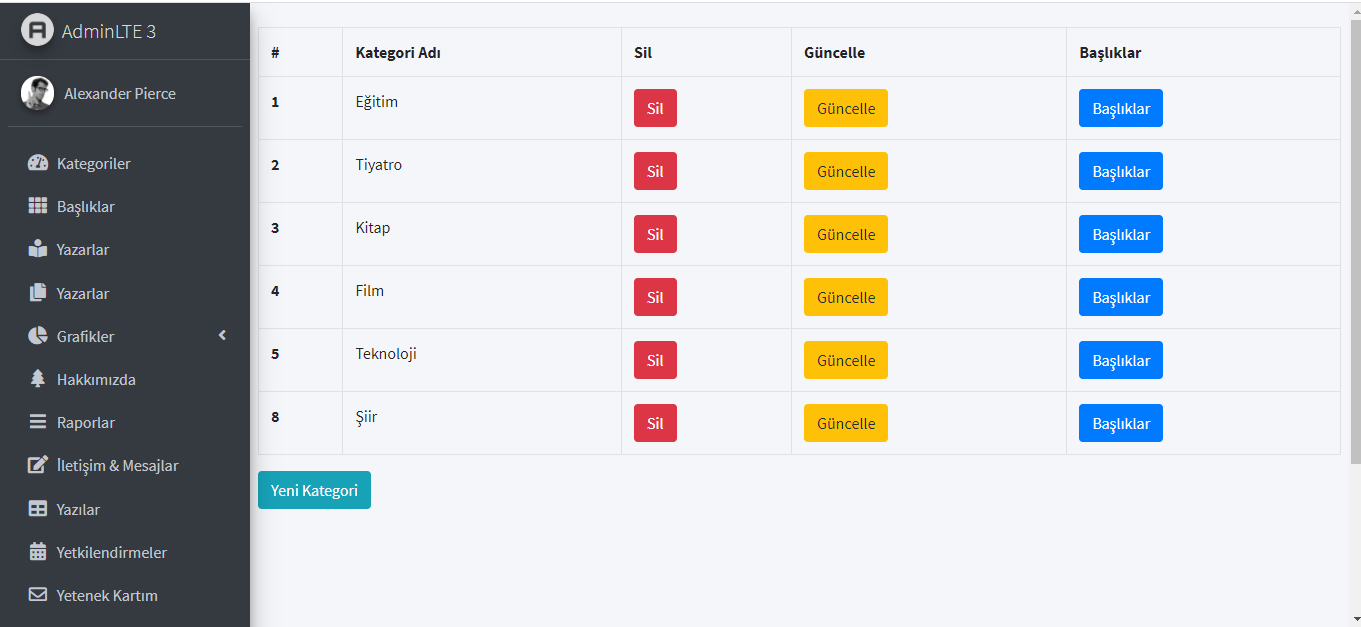 AdminLTE 3
Alexander Pierce
Kategoriler
Başlıklar
Yazarlar
Yazarlar
Grafikler
Hakkımızda
Raporlar
İletişim & Mesajlar
Yazılar
Yetkilendirmeler
Yetenek Kartım
# Kategori Adı Sil Güncelle Başlıklar
1 Eğitim Sil Güncelle Başlıklar
2 Tiyatro Sil Güncelle Başlıklar
3 Kitap Sil Güncelle Başlıklar
4 Film Sil Güncelle Başlıklar
5 Teknoloji Sil Güncelle Başlıklar
8 Şiir Sil Güncelle Başlıklar
Yeni Kategori